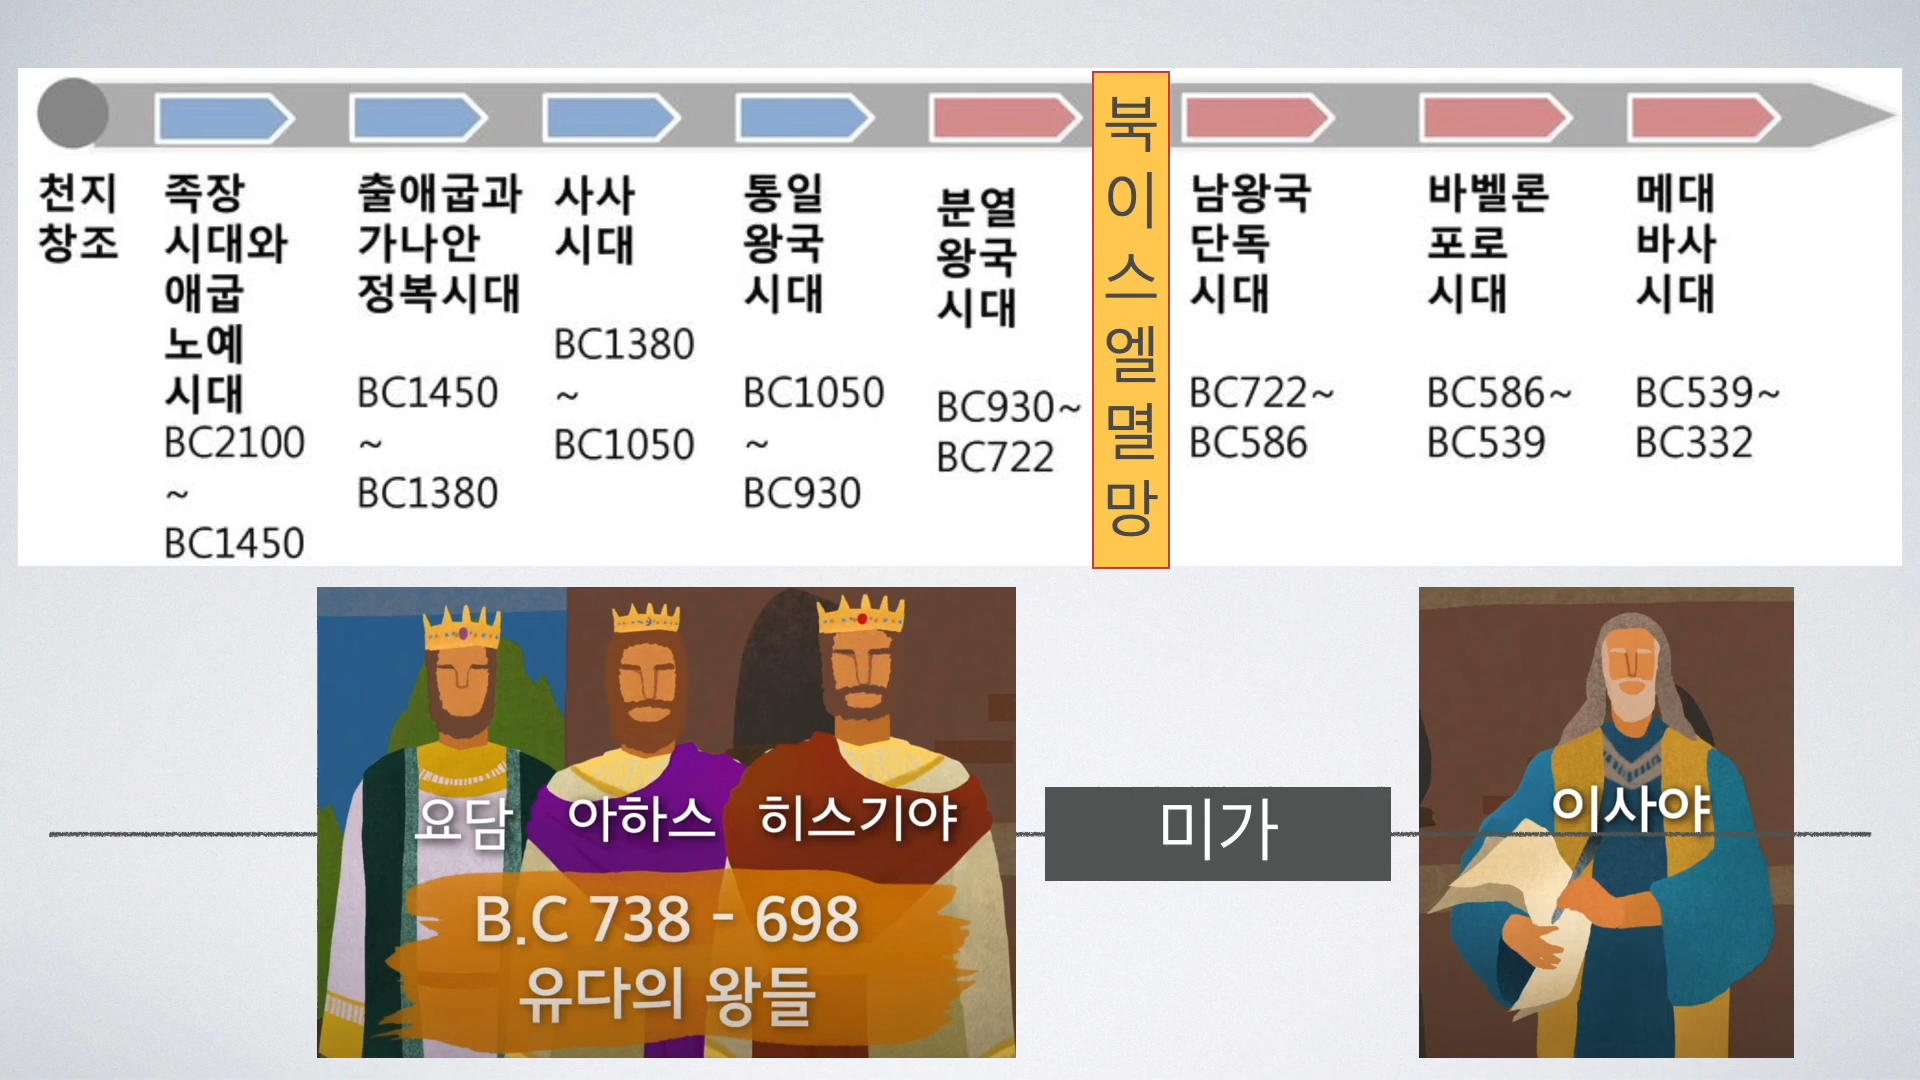 천지
창조
족장
시대와
애굽
노예
시대
BC2100
~
BC1450
출애굽과
가나안
정복시대
BC1450
~
BC1380
사사
시대
BC1380
~
BC1050
통일
왕국
시대
BC1050
~
BC930
분열
왕국
시대
BC930~
BC722
북
이
스
엘
멸
망
남왕국
단독
시대
BC722~
BC586
바벨론
포로
시대
BC586~
BC539
메대
바사
시대
BC539~
BC332
요담 아하스 히스기야
B.C 738 - 698
유다의 왕들
미가
이사야